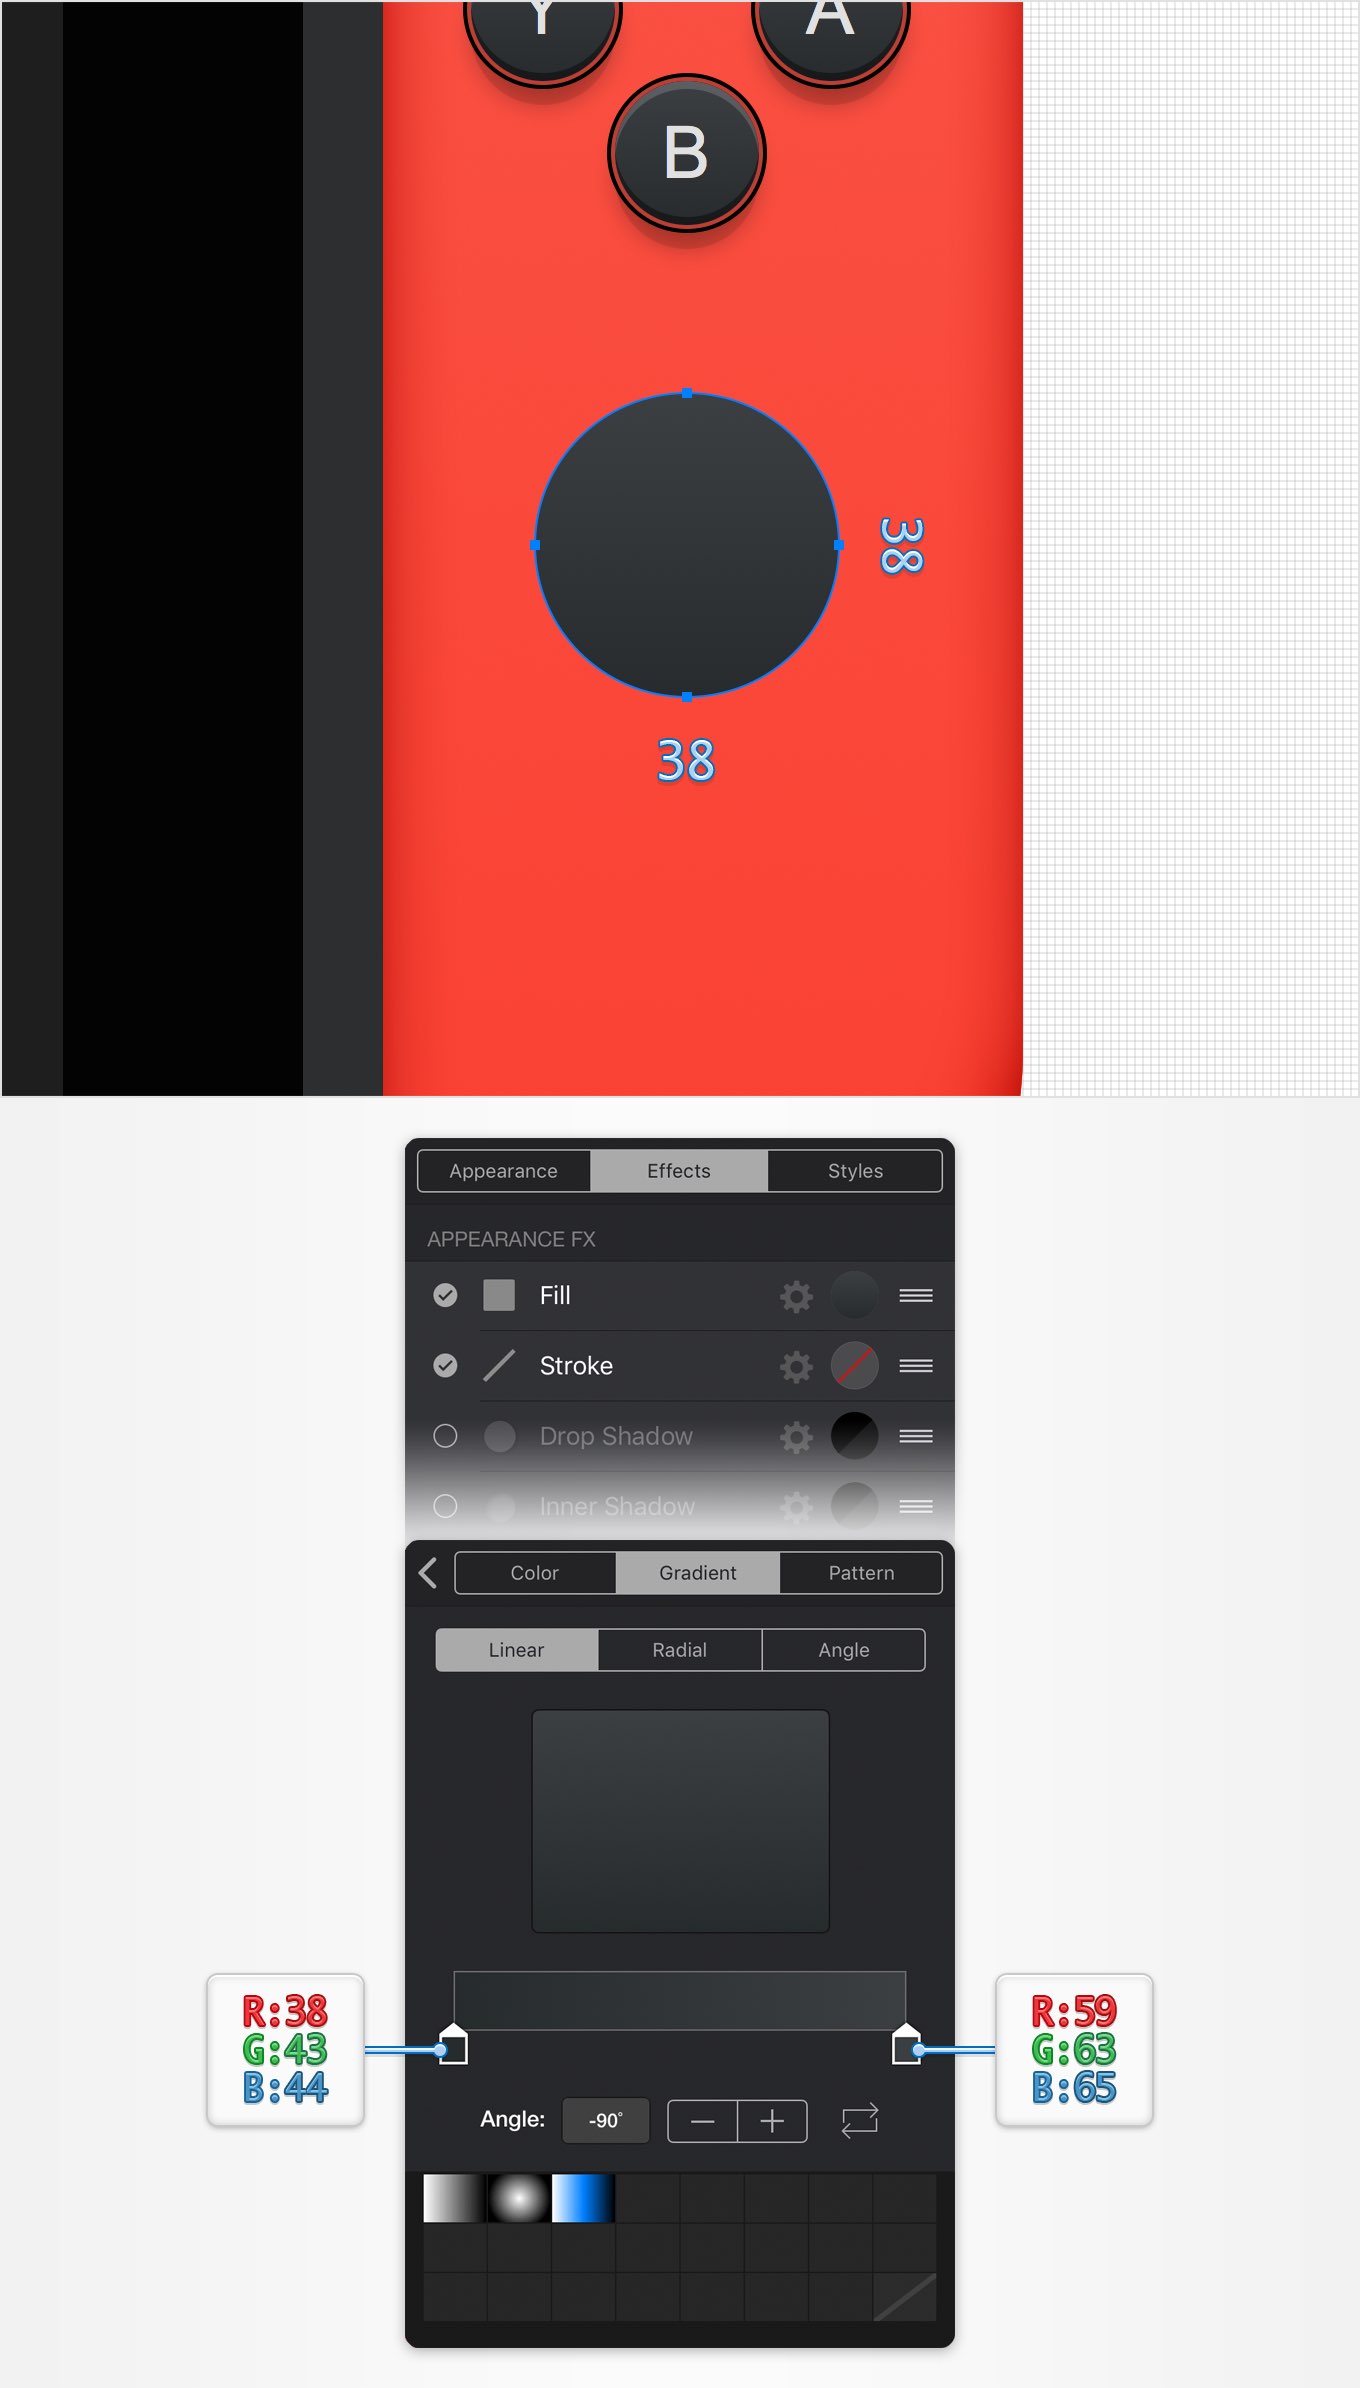 Y A
B
38
38
Appearance Effects Styles
APPEARANCE FX
Fill
Stroke
Drop Shadow
Inner Shadow
Color Gradient Pattern
Linear Radial Angle
R:38
G:43
B:44
R:59
G:63
B:65
Angle: -90°